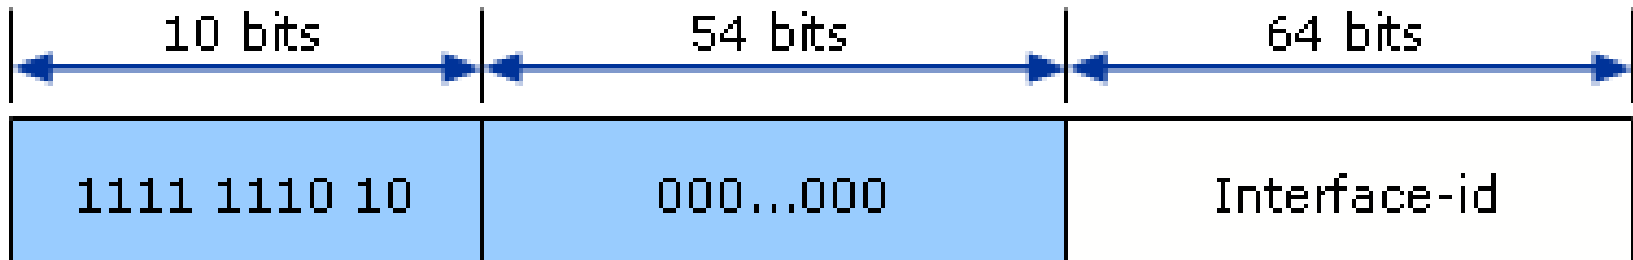 10 bits 54 bits 64 bits
1111 1110 10 000...000 Interface-id